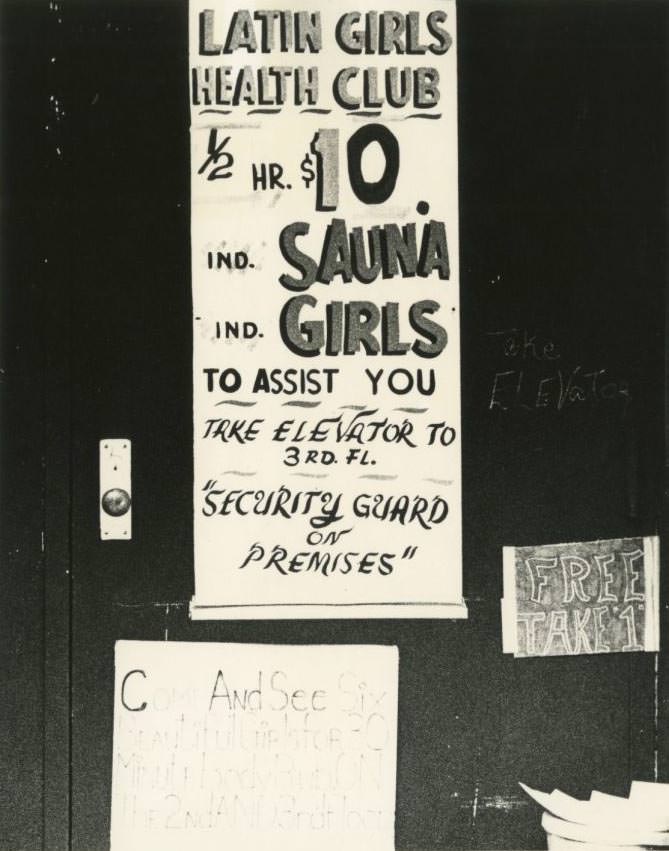 LATIN GIRLS
HEALTH CLUB
1/2 HR. $10.
IND. SAUNA
IND. GIRLS
TO ASSIST YOU
TAKE ELEVATOR TO
3RD. FL.
"SECURITY GUARD
ON
PREMISES"
Take
ELEVator
FREE
TAKE "1"
Come And See Six
BEAutifull Girls foR 30
MiNutE BodyRub ON
ThE 2Nd AND 3rd floor